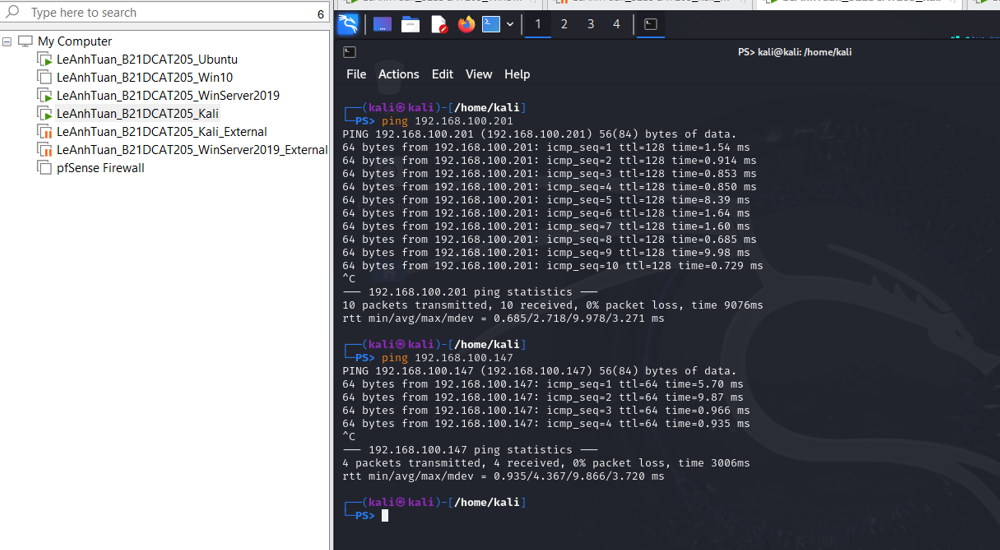 Type here to search
6
My Computer
LeAnhTuan_B21DCAT205_Ubuntu
LeAnhTuan_B21DCAT205_Win10
LeAnhTuan_B21DCAT205_WinServer2019
LeAnhTuan_B21DCAT205_Kali
LeAnhTuan_B21DCAT205_Kali_External
LeAnhTuan_B21DCAT205_WinServer2019_External
pfSense Firewall
1 2 3 4
PS> kali@kali: /home/kali
File Actions Edit View Help
┌──(kali㉿kali)-[/home/kali]
└─PS> ping 192.168.100.201
PING 192.168.100.201 (192.168.100.201) 56(84) bytes of data.
64 bytes from 192.168.100.201: icmp_seq=1 ttl=128 time=1.54 ms
64 bytes from 192.168.100.201: icmp_seq=2 ttl=128 time=0.914 ms
64 bytes from 192.168.100.201: icmp_seq=3 ttl=128 time=0.853 ms
64 bytes from 192.168.100.201: icmp_seq=4 ttl=128 time=0.850 ms
64 bytes from 192.168.100.201: icmp_seq=5 ttl=128 time=8.39 ms
64 bytes from 192.168.100.201: icmp_seq=6 ttl=128 time=1.64 ms
64 bytes from 192.168.100.201: icmp_seq=7 ttl=128 time=1.60 ms
64 bytes from 192.168.100.201: icmp_seq=8 ttl=128 time=0.685 ms
64 bytes from 192.168.100.201: icmp_seq=9 ttl=128 time=9.98 ms
64 bytes from 192.168.100.201: icmp_seq=10 ttl=128 time=0.729 ms
^C
--- 192.168.100.201 ping statistics ---
10 packets transmitted, 10 received, 0% packet loss, time 9076ms
rtt min/avg/max/mdev = 0.685/2.718/9.978/3.271 ms
┌──(kali㉿kali)-[/home/kali]
└─PS> ping 192.168.100.147
PING 192.168.100.147 (192.168.100.147) 56(84) bytes of data.
64 bytes from 192.168.100.147: icmp_seq=1 ttl=64 time=5.70 ms
64 bytes from 192.168.100.147: icmp_seq=2 ttl=64 time=9.87 ms
64 bytes from 192.168.100.147: icmp_seq=3 ttl=64 time=0.966 ms
64 bytes from 192.168.100.147: icmp_seq=4 ttl=64 time=0.935 ms
^C
--- 192.168.100.147 ping statistics ---
4 packets transmitted, 4 received, 0% packet loss, time 3006ms
rtt min/avg/max/mdev = 0.935/4.367/9.866/3.720 ms
┌──(kali㉿kali)-[/home/kali]
└─PS>